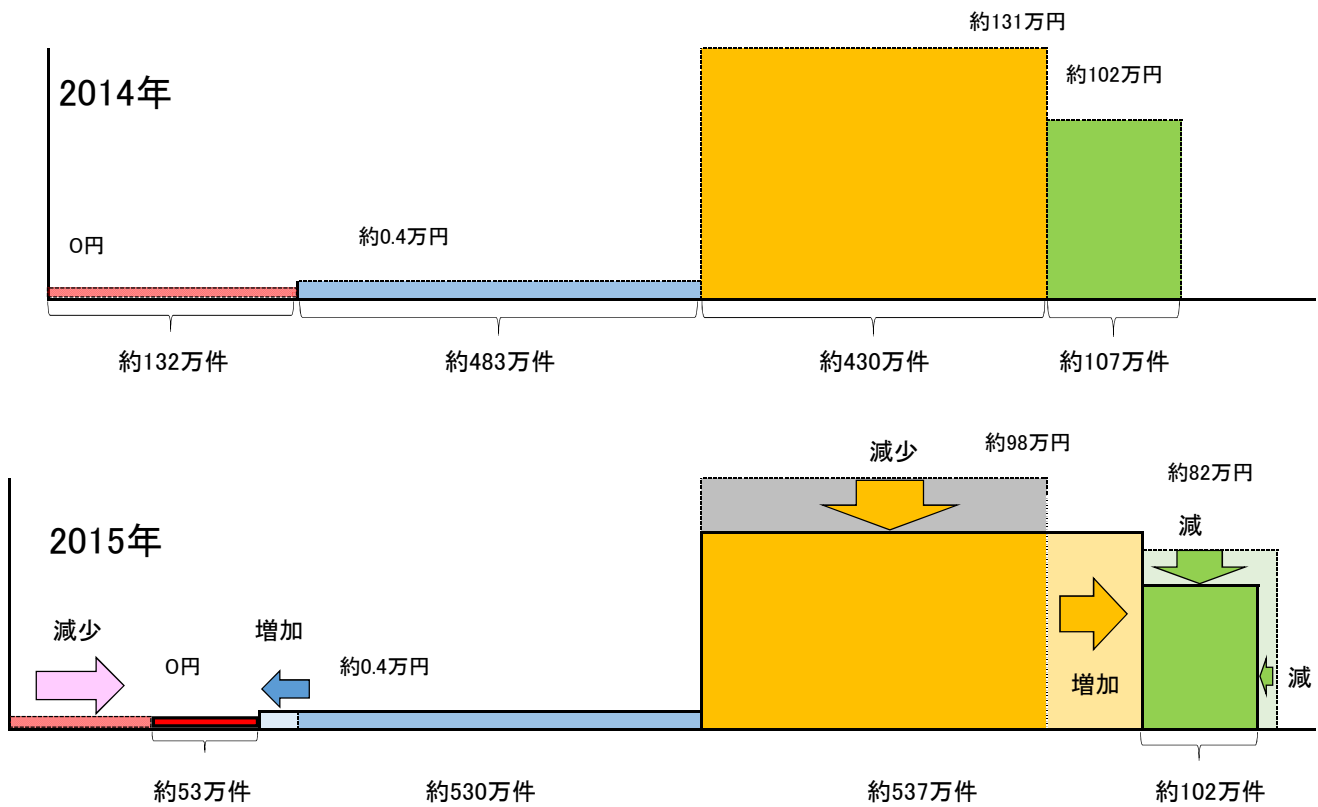 約131万円
約102万円
2014年
0円
約0.4万円
約132万件
約483万件
約430万件
約107万件
減少
約98万円
約82万円
減
2015年
減少
増加
0円
約0.4万円
増加
減
約53万件
約530万件
約537万件
約102万件